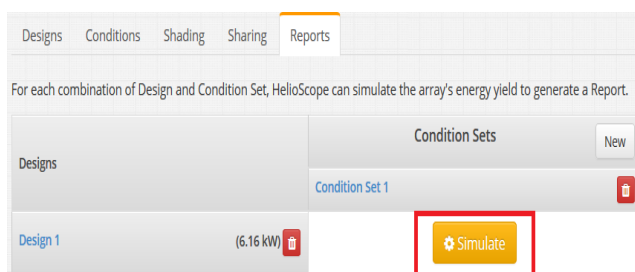 Designs Conditions Shading Sharing Reports
For each combination of Design and Condition Set, HelioScope can simulate the array's energy yield to generate a Report.
Condition Sets New
Designs
Condition Set 1
Design 1 (6.16 kW) Simulate